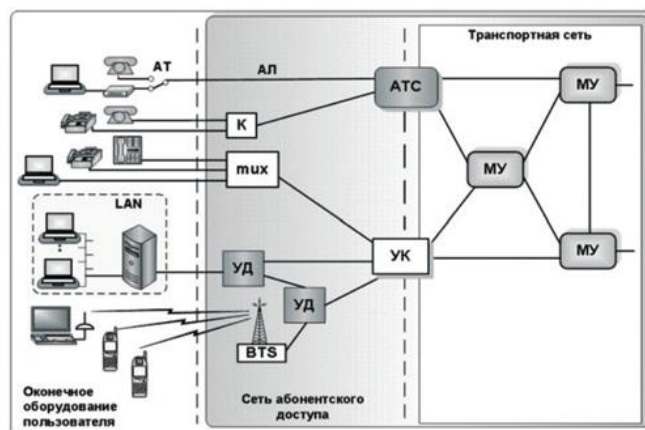 Транспортная сеть
АТ
АЛ
АТС
МУ
К
mux
МУ
LAN
УД
УК
МУ
УД
BTS
Оконечное
оборудование
пользователя
Сеть абонентского
доступа